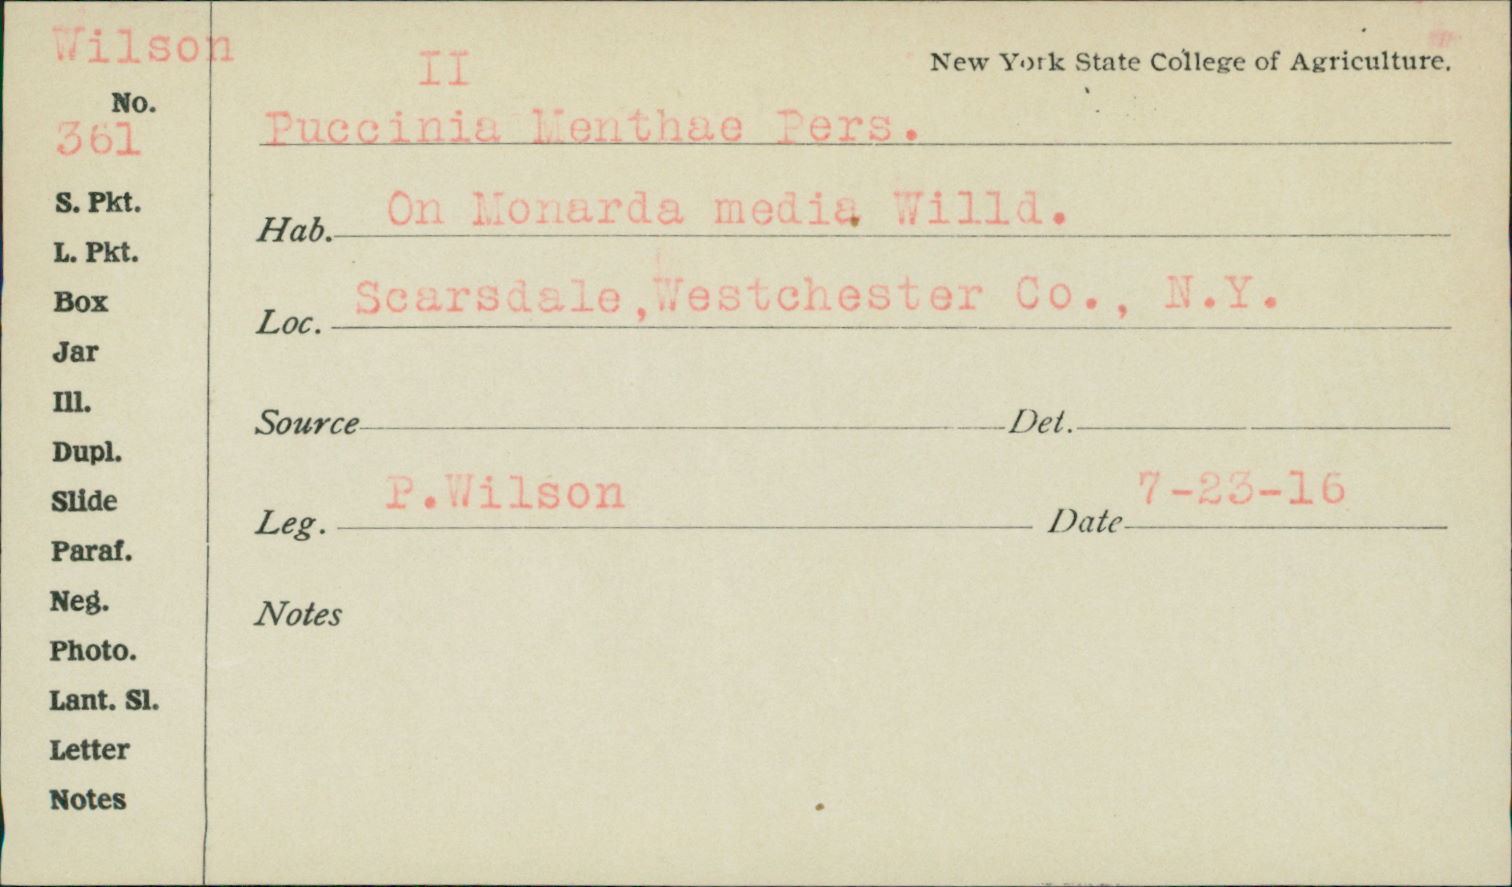 Wilson
II
New York State College of Agriculture.
No.
361
Puccinia Menthae Pers.
S. Pkt.
Hab. On Monarda media Willd.
L. Pkt.
Box
Loc. Scarsdale,Westchester Co., N.Y.
Jar
Ill.
Source Det.
Dupl.
Slide
Leg. P.Wilson Date 7-23-16
Paraf.
Neg.
Notes
Photo.
Lant. Sl.
Letter
Notes